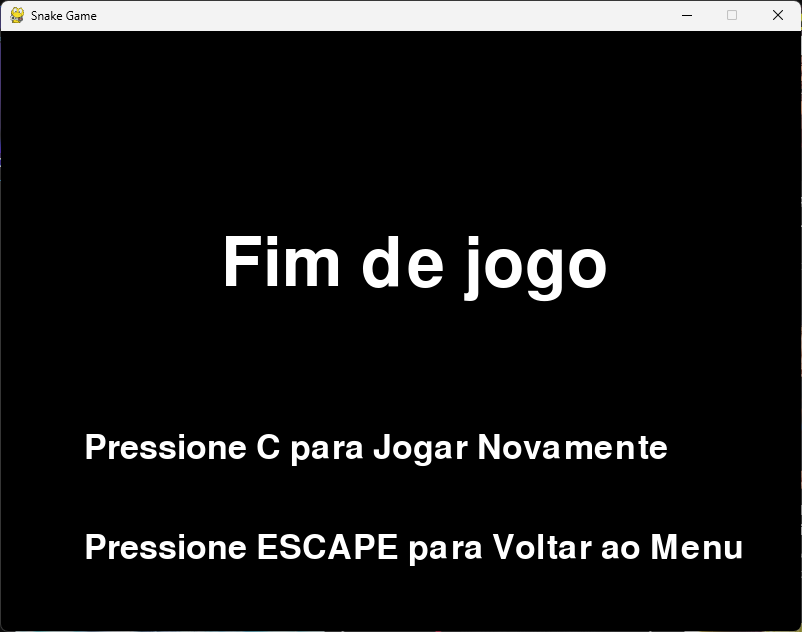 Snake Game
Fim de jogo
Pressione C para Jogar Novamente
Pressione ESCAPE para Voltar ao Menu